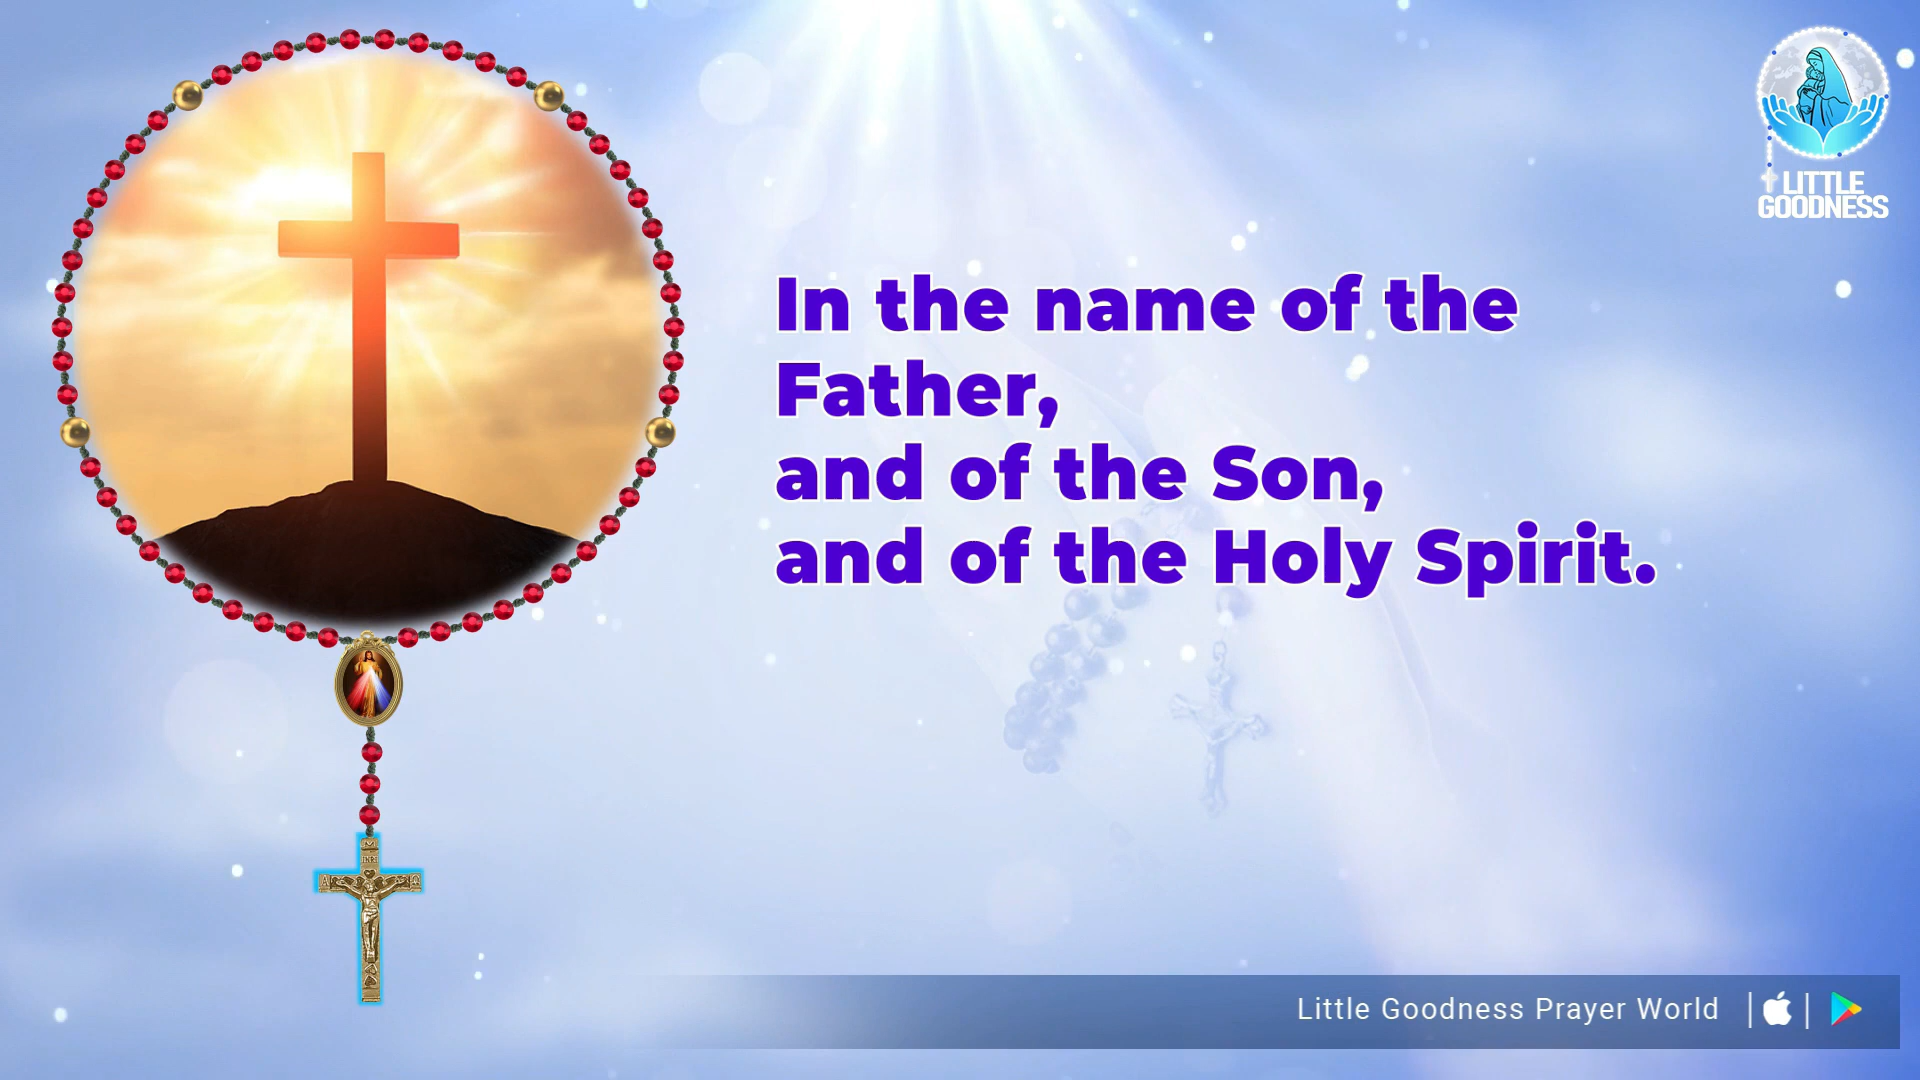 LITTLE
GOODNESS
In the name of the
Father,
and of the Son,
and of the Holy Spirit.
INRI
Little Goodness Prayer World